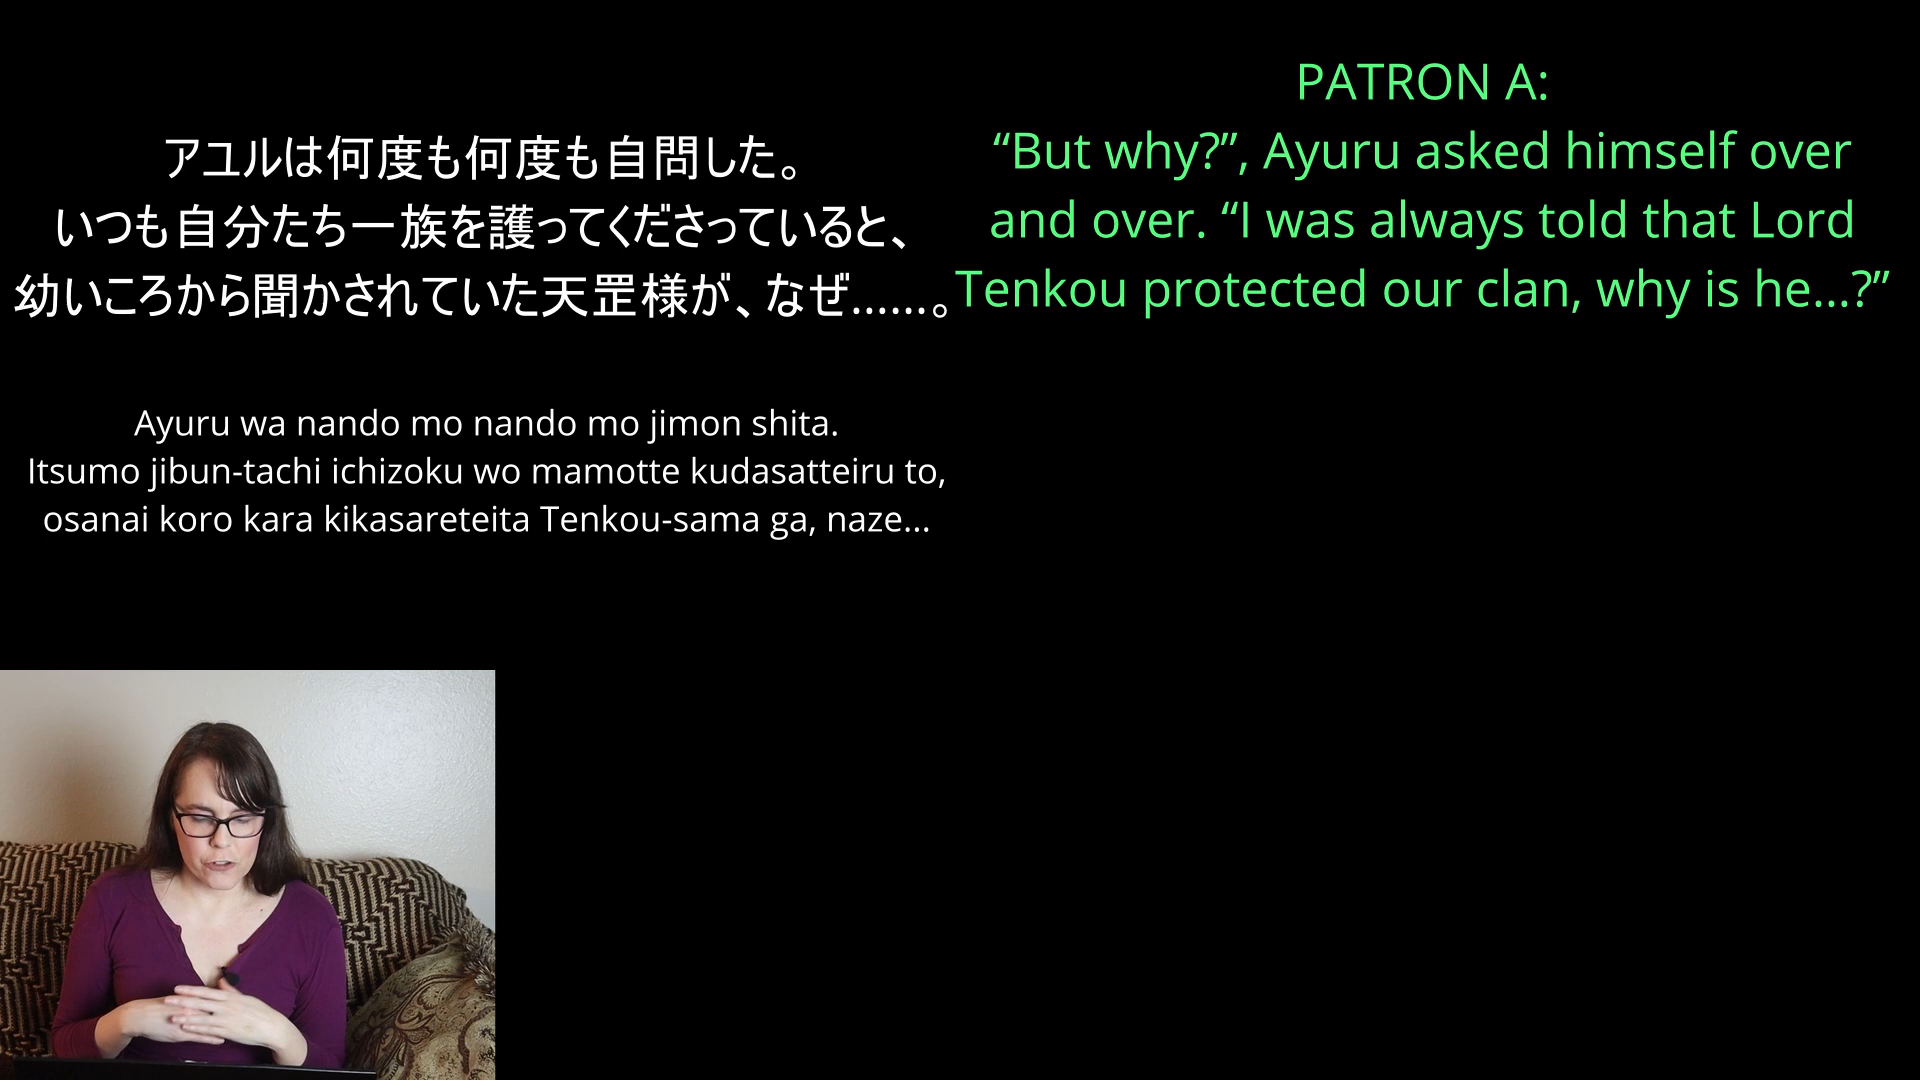 アユルは何度も何度も自問した。
いつも自分たち一族を護ってくださっていると、
幼いころから聞かされていた天罡様が、なぜ……。
Ayuru wa nando mo nando mo jimon shita.
Itsumo jibun-tachi ichizoku wo mamotte kudasatteiru to,
osanai koro kara kikasareteita Tenkou-sama ga, naze...
PATRON A:
“But why?”, Ayuru asked himself over
and over. “I was always told that Lord
Tenkou protected our clan, why is he...?”